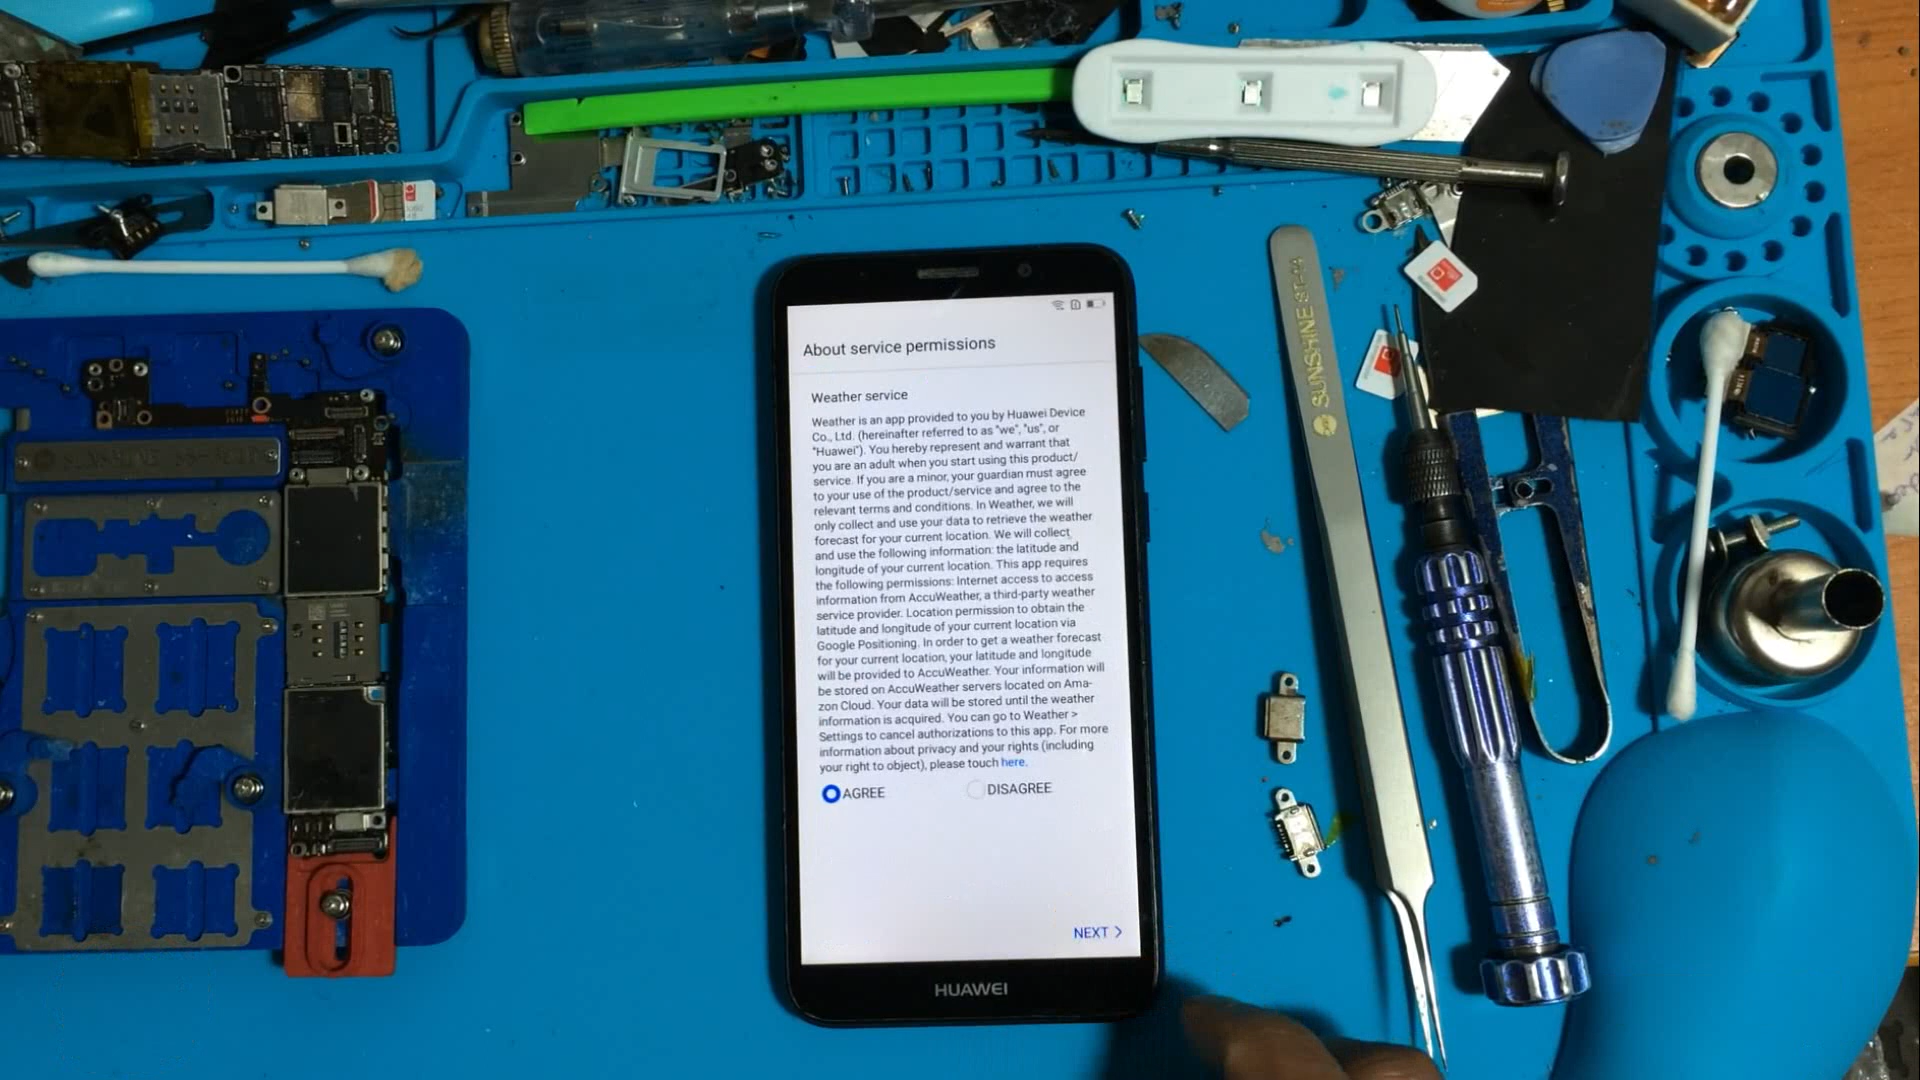 About service permissions
Weather service
Weather is an app provided to you by Huawei Device
Co., Ltd. (hereinafter referred to as "we", "us", or
"Huawei"). You hereby represent and warrant that
you are an adult when you start using this product/
service. If you are a minor, your guardian must agree
to your use of the product/service and agree to the
relevant terms and conditions. In Weather, we will
only collect and use your data to retrieve the weather
forecast for your current location. We will collect
and use the following information: the latitude and
longitude of your current location. This app requires
the following permissions: Internet access to access
information from AccuWeather, a third-party weather
service provider. Location permission to obtain the
latitude and longitude of your current location via
Google Positioning. In order to get a weather forecast
for your current location, your latitude and longitude
will be provided to AccuWeather. Your information will
be stored on AccuWeather servers located on Ama-
zon Cloud. Your data will be stored until the weather
information is acquired. You can go to Weather >
Settings to cancel authorizations to this app. For more
information about privacy and your rights (including
your right to object), please touch here.
AGREE
DISAGREE
NEXT >
HUAWEI
SUNSHINE ST-14